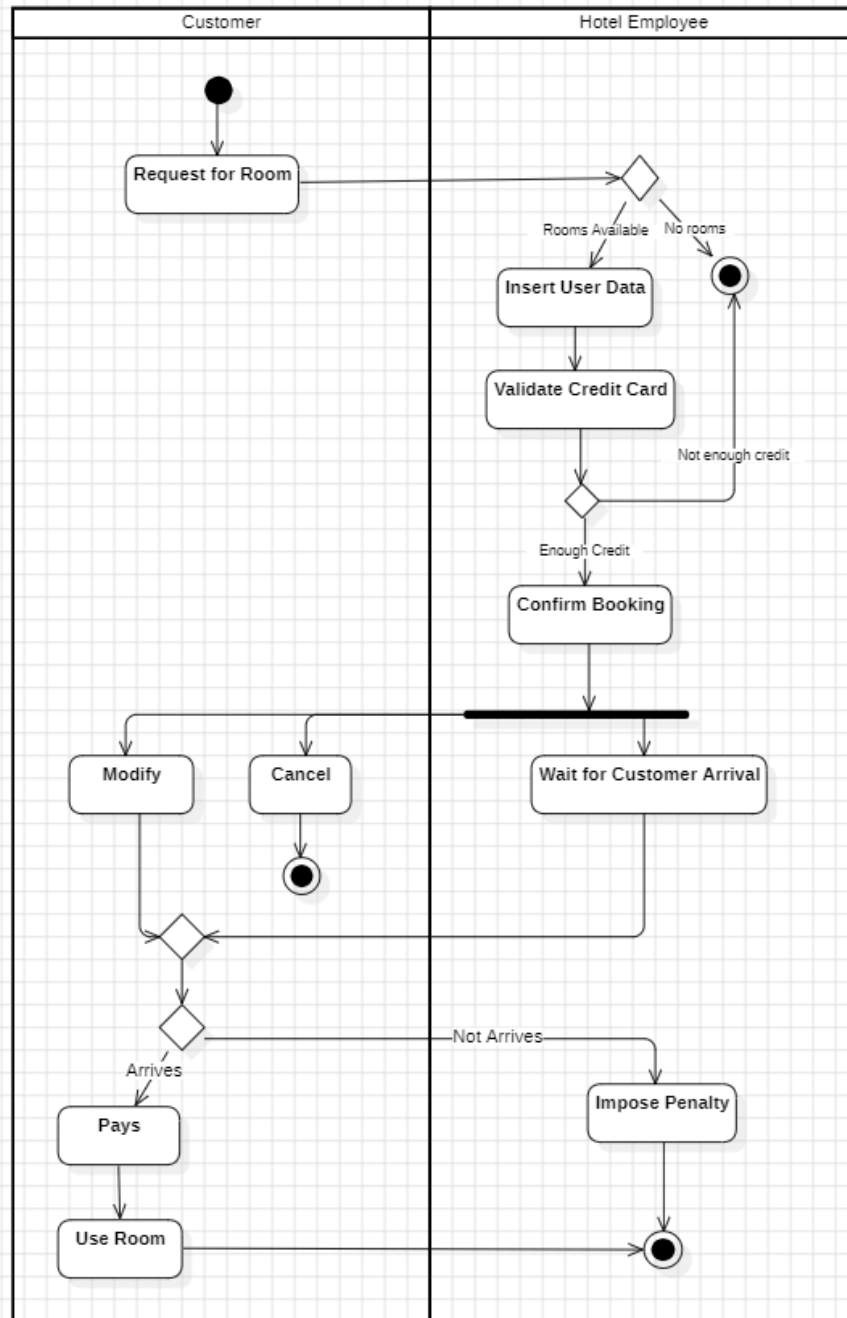 Customer
Hotel Employee
Request for Room
Rooms Available
No rooms
Insert User Data
Validate Credit Card
Not enough credit
Enough Credit
Confirm Booking
Modify
Cancel
Wait for Customer Arrival
Not Arrives
Arrives
Impose Penalty
Pays
Use Room